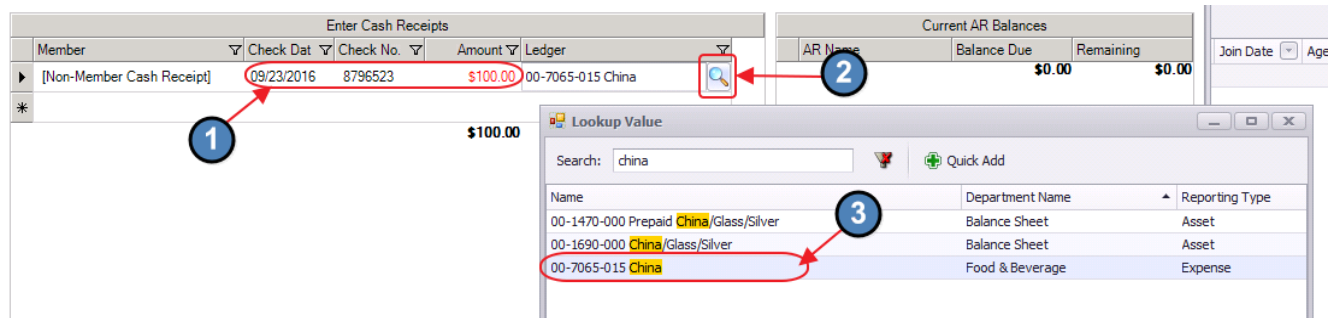 Enter Cash Receipts
Current AR Balances
Member Check Dat Check No. Amount Ledger
AR Name Balance Due Remaining
Join Date Age
[Non-Member Cash Receipt] 09/23/2016 8796523 $100.00 00-7065-015 China
2
$0.00 $0.00
1
$100.00
Lookup Value
Search: china Quick Add
Name Department Name Reporting Type
00-1470-000 Prepaid China/Glass/Silver Balance Sheet Asset
3
00-1690-000 China/Glass/Silver Balance Sheet Asset
00-7065-015 China Food & Beverage Expense